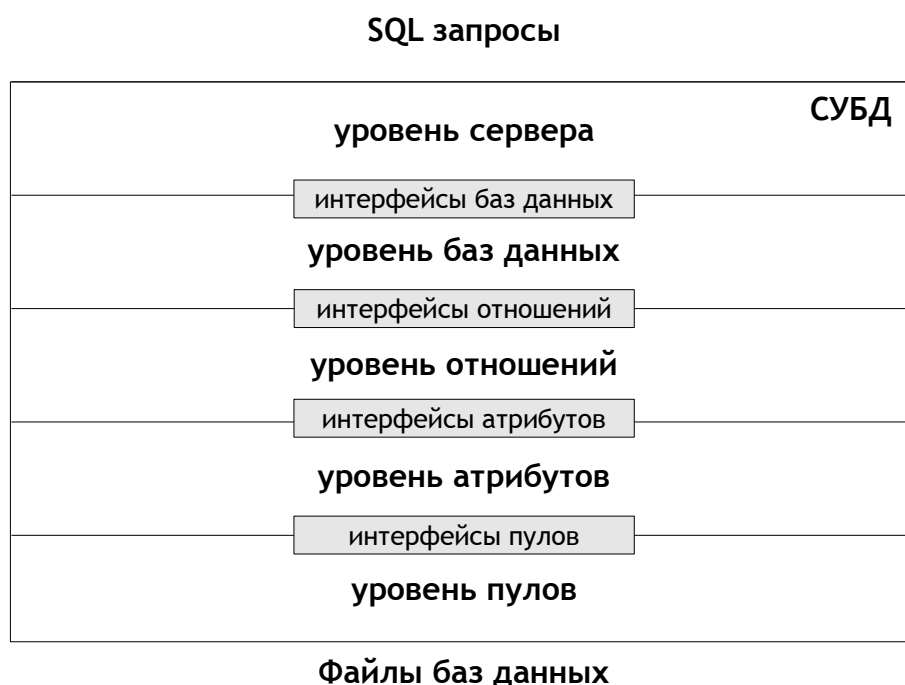 SQL запросы
СУБД
уровень сервера
интерфейсы баз данных
уровень баз данных
интерфейсы отношений
уровень отношений
интерфейсы атрибутов
уровень атрибутов
интерфейсы пулов
уровень пулов
Файлы баз данных